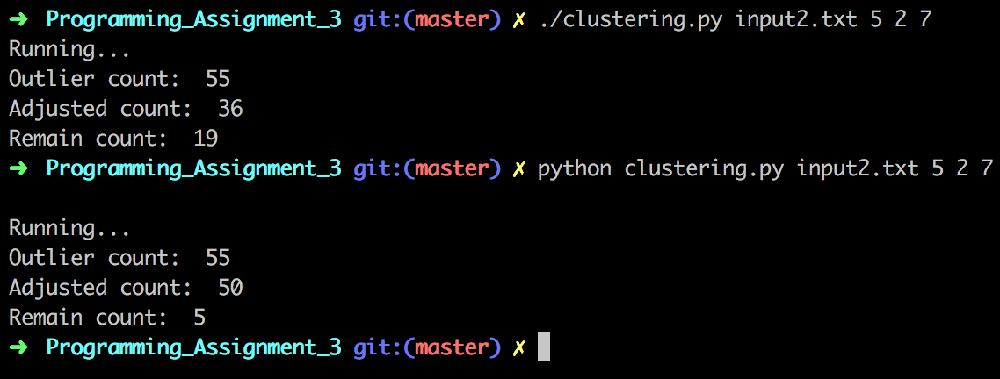 ➜  Programming_Assignment_3 git:(master) ✗ ./clustering.py input2.txt 5 2 7
Running...
Outlier count:  55
Adjusted count:  36
Remain count:  19
➜  Programming_Assignment_3 git:(master) ✗ python clustering.py input2.txt 5 2 7
Running...
Outlier count:  55
Adjusted count:  50
Remain count:  5
➜  Programming_Assignment_3 git:(master) ✗